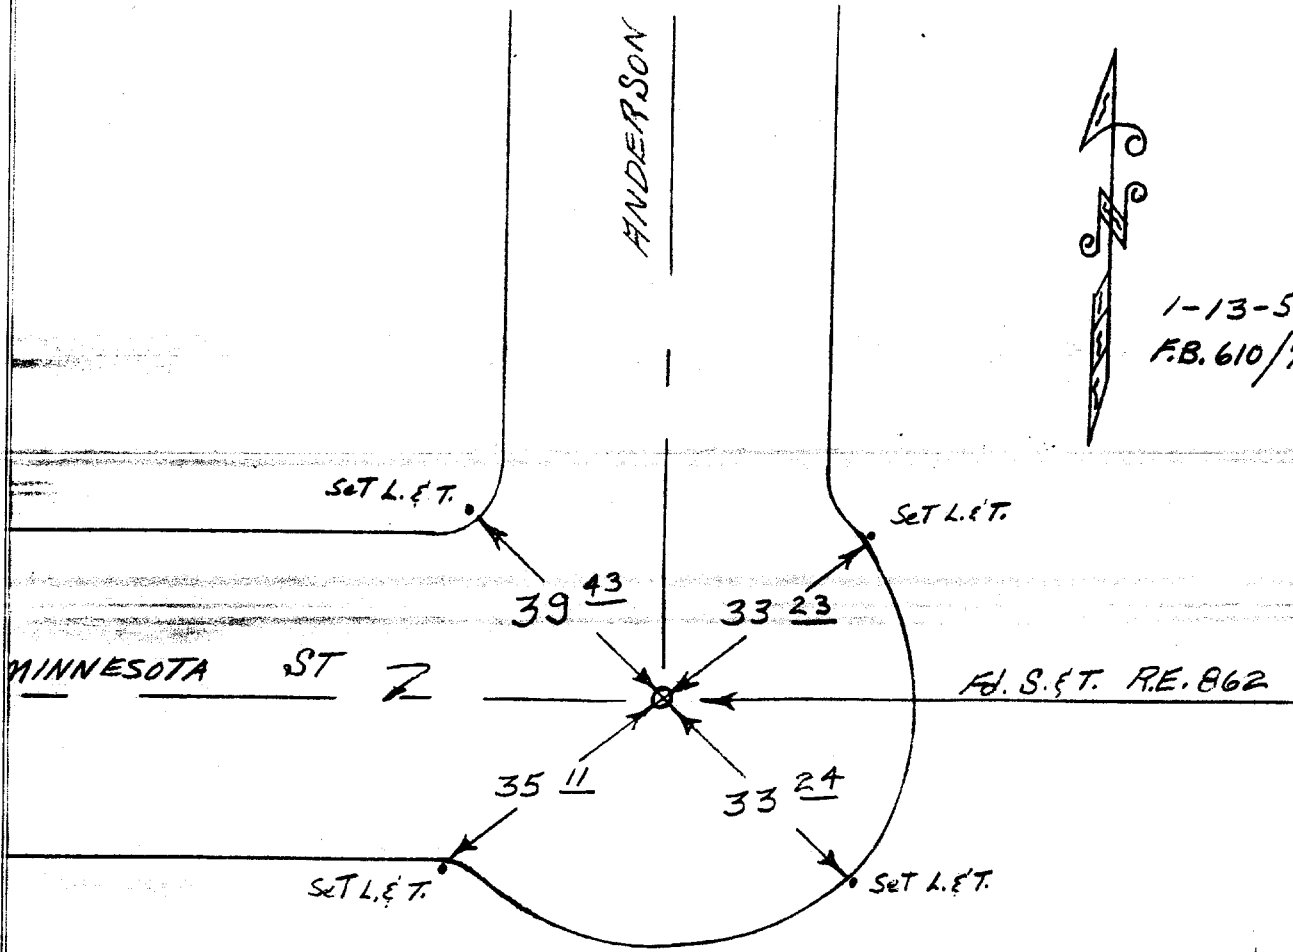 ANDERSON
N
1-13-5
F.B. 610/
SeT L.&T.
SeT L.&T.
39 43
33 23
MINNESOTA ST
Fd. S.&T. R.E. 862
35 11
33 24
SeT L.&T.
SeT L.&T.